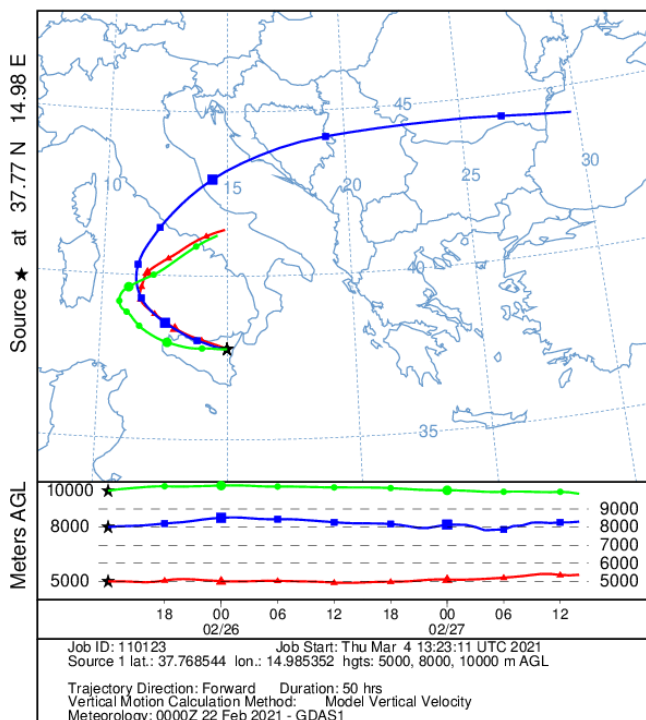 Source ★ at 37.77 N 14.98 E
45
10
15
20
25
30
40
35
Meters AGL
10000
8000
5000
9000
8000
7000
6000
5000
18 00 06 12 18 00 06 12
02/26 02/27
Job ID: 110123 Job Start: Thu Mar 4 13:23:11 UTC 2021
Source 1 lat.: 37.768544 lon.: 14.985352 hgts: 5000, 8000, 10000 m AGL
Trajectory Direction: Forward Duration: 50 hrs
Vertical Motion Calculation Method: Model Vertical Velocity
Meteorology: 0000Z 22 Feb 2021 - GDAS1